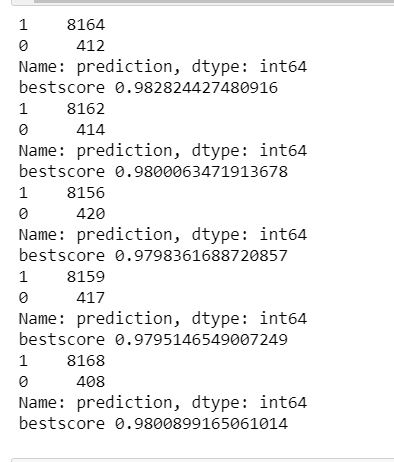 1    8164
0     412
Name: prediction, dtype: int64
bestscore 0.982824427480916
1    8162
0     414
Name: prediction, dtype: int64
bestscore 0.9800063471913678
1    8156
0     420
Name: prediction, dtype: int64
bestscore 0.9798361688720857
1    8159
0     417
Name: prediction, dtype: int64
bestscore 0.9795146549007249
1    8168
0     408
Name: prediction, dtype: int64
bestscore 0.9800899165061014